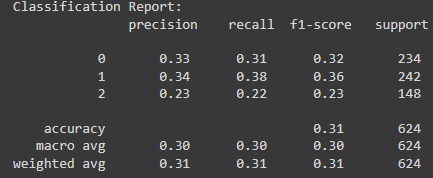 Classification Report:
precision recall f1-score support
0 0.33 0.31 0.32 234
1 0.34 0.38 0.36 242
2 0.23 0.22 0.23 148
accuracy 0.31 624
macro avg 0.30 0.30 0.30 624
weighted avg 0.31 0.31 0.31 624